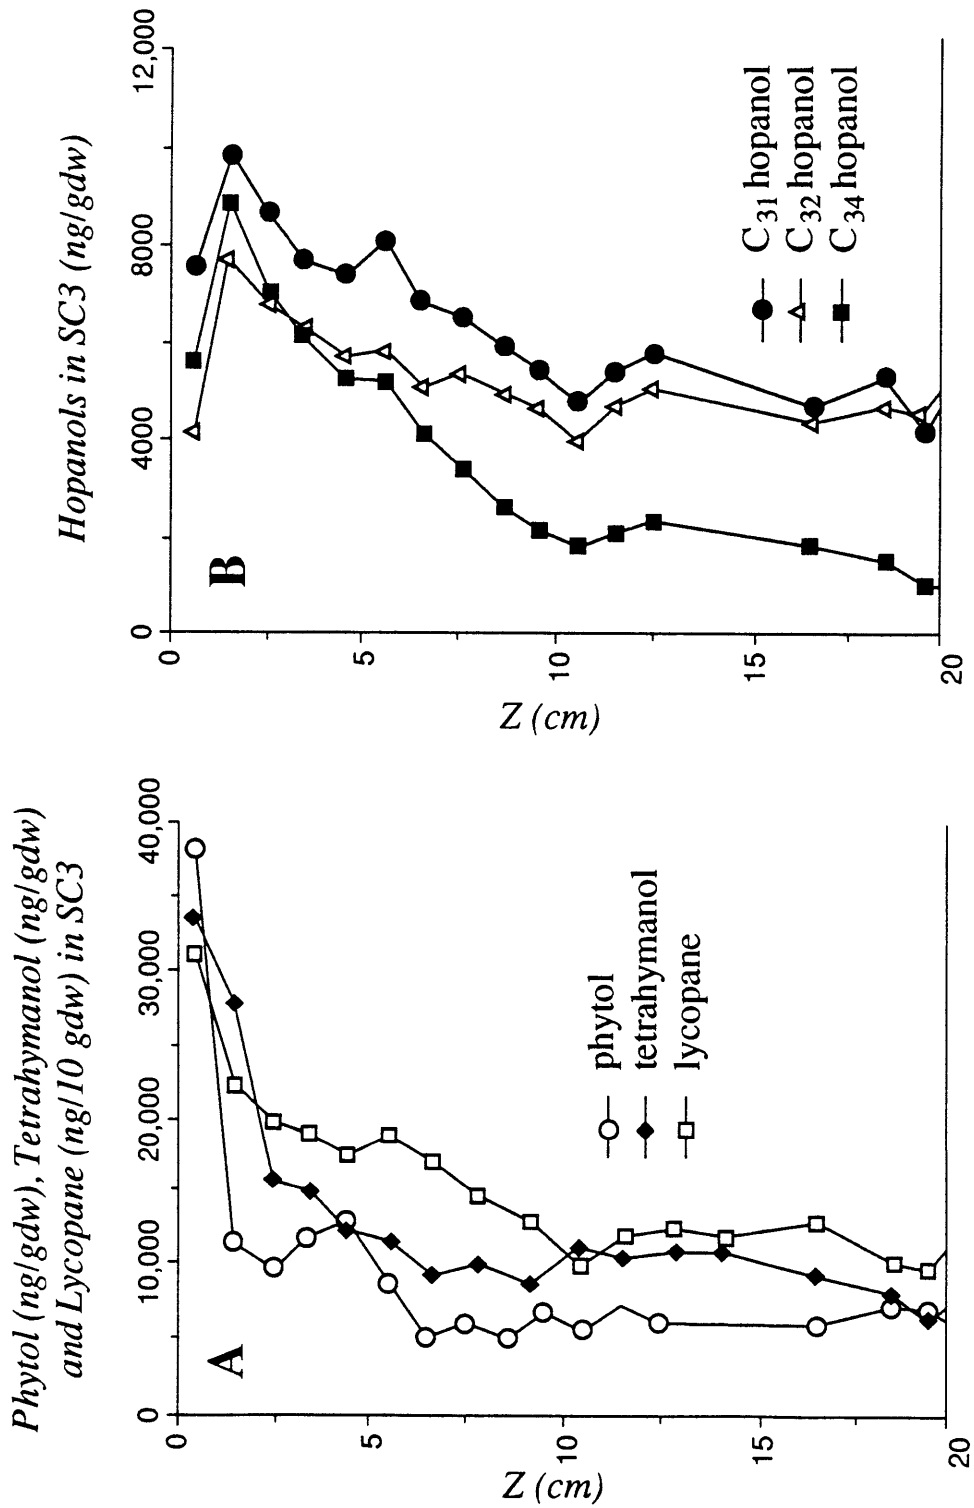 Phytol (ng/gdw), Tetrahymanol (ng/gdw)
and Lycopane (ng/10 gdw) in SC3
0 10,000 20,000 30,000 40,000
0
5
10
15
20
Z (cm)
A
phytol
tetrahymanol
lycopane
Hopanols in SC3 (ng/gdw)
0 4000 8000 12,000
0
5
10
15
20
Z (cm)
B
C31 hopanol
C32 hopanol
C34 hopanol